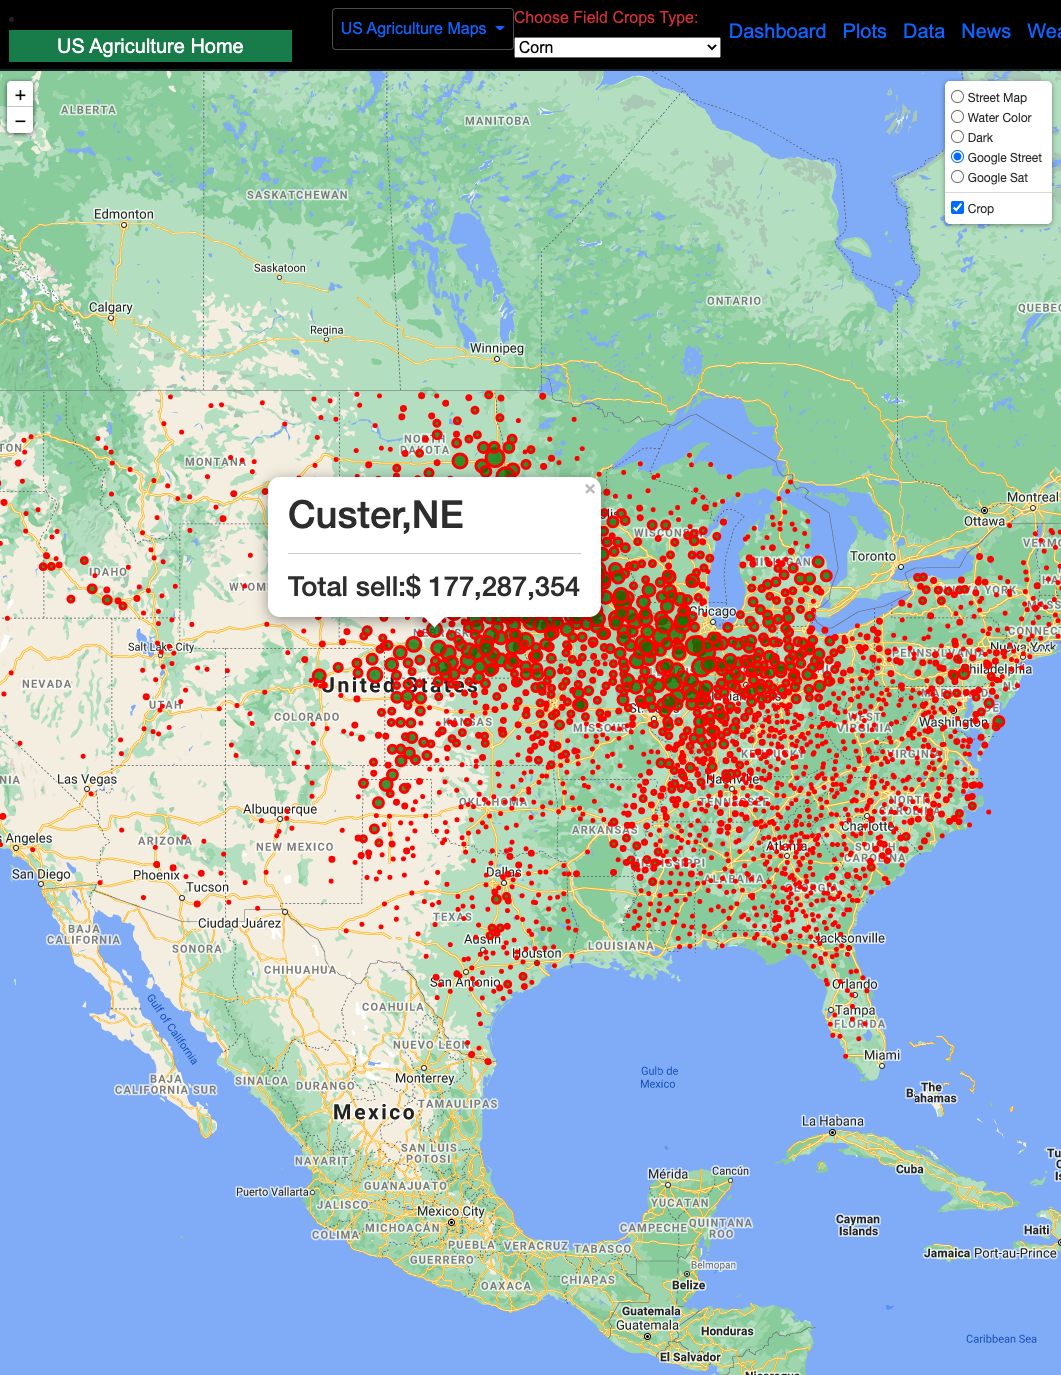 US Agriculture Home
US Agriculture Maps
Choose Field Crops Type:
Corn
Dashboard
Plots
Data
News
+
−
Street Map
Water Color
Dark
Google Street
Google Sat
Crop
ALBERTA
MANITOBA
SASKATCHEWAN
Edmonton
Saskatoon
Calgary
ONTARIO
QUEBEC
Regina
Winnipeg
NORTH
DAKOTA
MONTANA
×
Custer,NE
Total sell:$ 177,287,354
Montreal
Ottawa
WISCONSIN
Toronto
MICHIGAN
IDAHO
Chicago
Salt Lake City
Philadelphia
NEVADA
United States
UTAH
COLORADO
KANSAS
MISSOURI
WEST
VIRGINIA
Washington
VIRGINIA
KENTUCKY
Las Vegas
Nashville
Albuquerque
OKLAHOMA
TENNESSEE
NORTH
CAROLINA
Charlotte
ARKANSAS
Angeles
ARIZONA
NEW MEXICO
Atlanta
SOUTH
CAROLINA
MISSISSIPPI
San Diego
Phoenix
Dallas
ALABAMA
GEORGIA
Tucson
Ciudad Juárez
TEXAS
BAJA
CALIFORNIA
SONORA
Austin
Houston
LOUISIANA
Jacksonville
CHIHUAHUA
San Antonio
Orlando
COAHUILA
Tampa
FLORIDA
Gulf of California
NUEVO LEON
Miami
Monterrey
Gulb de
Mexico
BAJA
CALIFORNIA SUR
SINALOA
DURANGO
The
Bahamas
Mexico
TAMAULIPAS
La Habana
SAN LUIS
POTOSI
NAYARIT
Cuba
Mérida
Cancún
Puerto Vallarta
GUANAJUATO
YUCATAN
JALISCO
Mexico City
COLIMA
MICHOACÁN
CAMPECHE
QUINTANA
ROO
Cayman
Islands
Haiti
PUEBLA
VERACRUZ
TABASCO
GUERRERO
Jamaica
Port-au-Prince
Belmopan
OAXACA
CHIAPAS
Belize
Guatemala
Guatemala
Honduras
El Salvador
Caribbean Sea